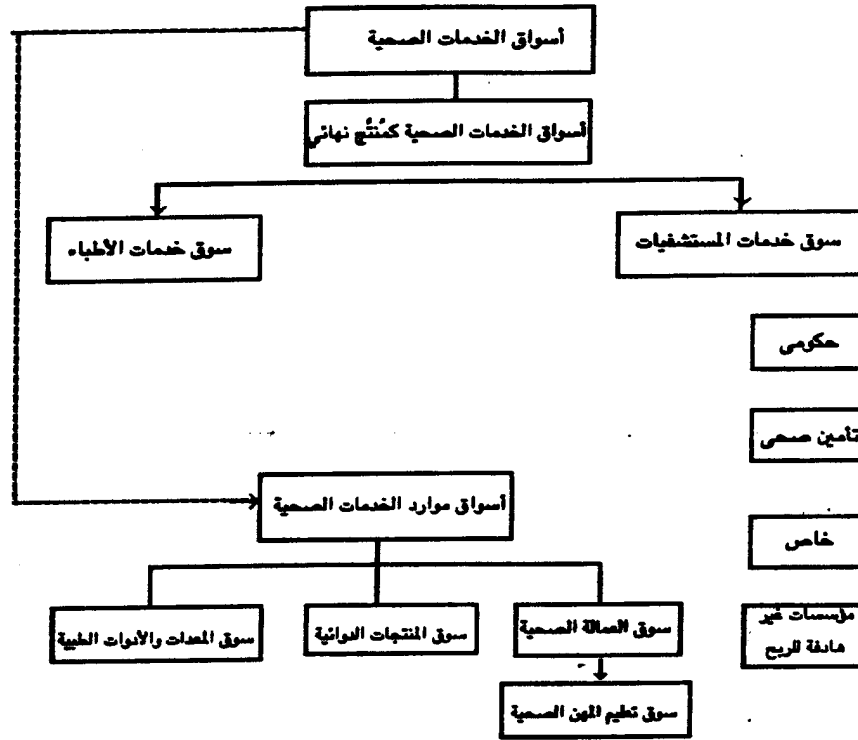 أسواق الخدمات الصحية
أسواق الخدمات الصحية كمُنتَّج نهائي
سوق خدمات المستشفيات
سوق خدمات الأطباء
حكومى
تأمين صحى
أسواق موارد الخدمات الصحية
خاص
مؤسسات غير
هادفة للربح
سوق العمالة الصحية
سوق المنتجات الدوائية
سوق المعدات والأدوات الطبية
سوق تعليم المهن الصحية